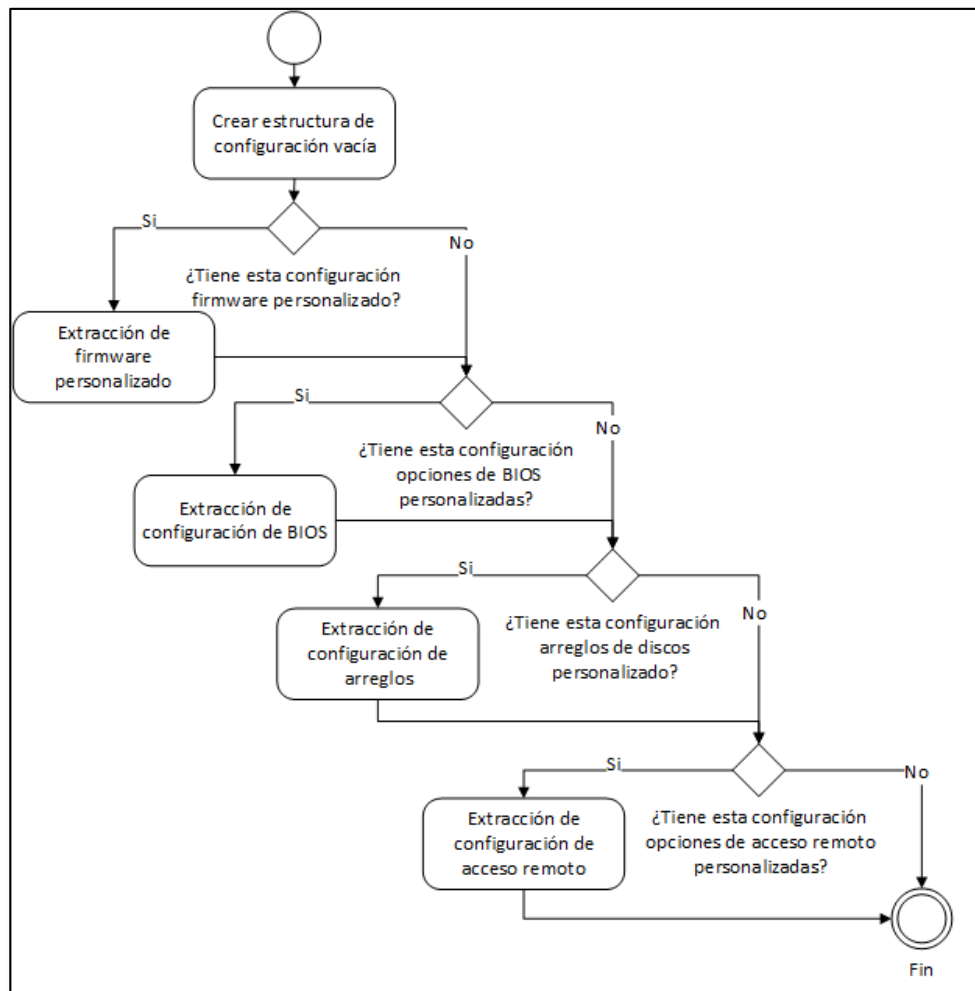 Crear estructura de
configuración vacía
Si
No
¿Tiene esta configuración
firmware personalizado?
Extracción de
firmware
personalizado
Si
No
¿Tiene esta configuración
opciones de BIOS
personalizadas?
Extracción de
configuración de BIOS
Si
No
¿Tiene esta configuración
arreglos de discos
personalizado?
Extracción de
configuración de
arreglos
Si
No
¿Tiene esta configuración
opciones de acceso remoto
personalizadas?
Extracción de
configuración de
acceso remoto
Fin